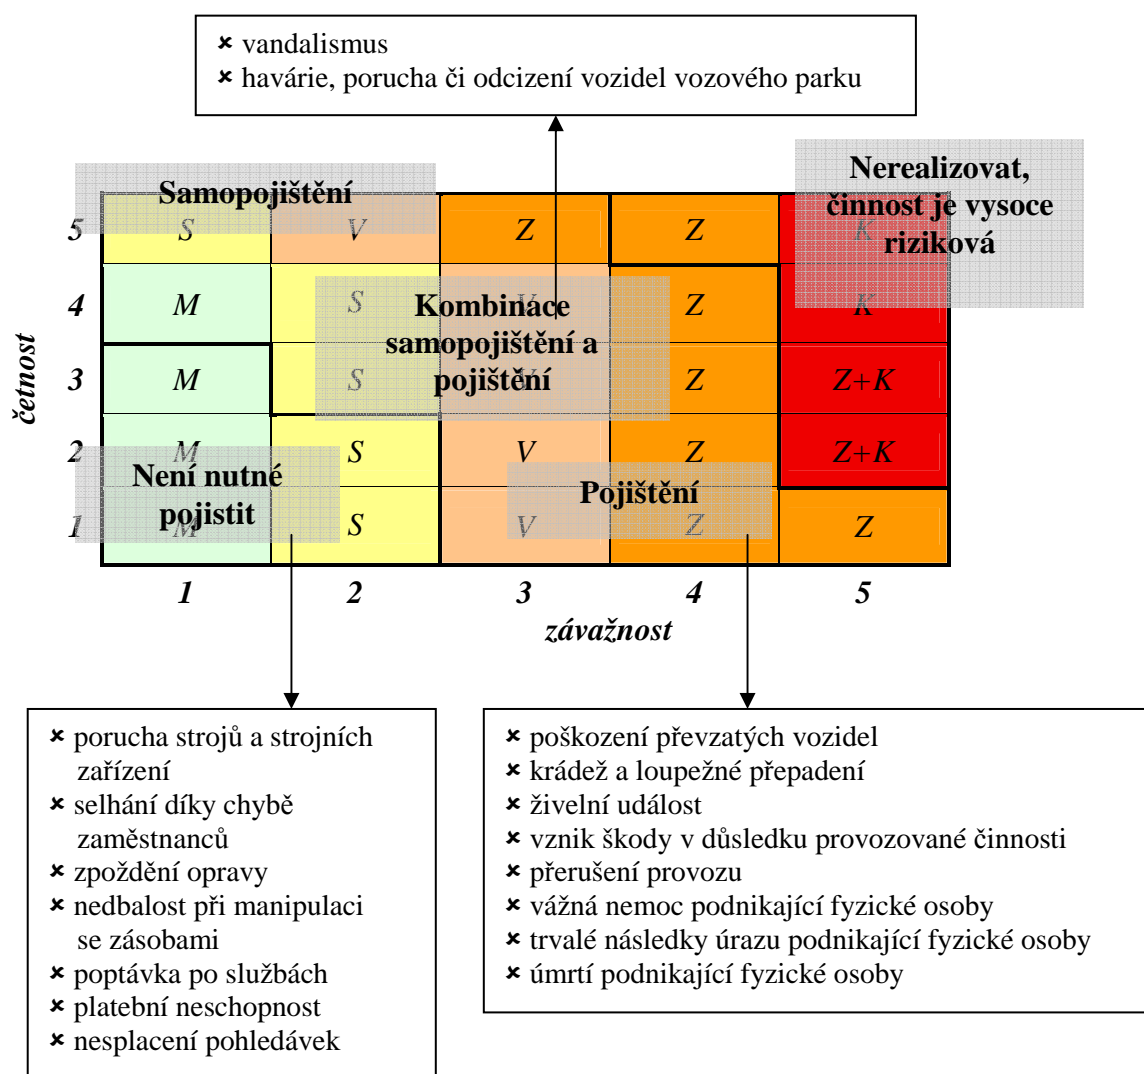 × vandalismus
× havárie, porucha či odcizení vozidel vozového parku
Samopojištění
Nerealizovat,
činnost je vysoce
riziková
5 S V Z Z K
Kombinace
samopojištění a
pojištění
4 M S V Z K
3 M S V Z Z+K
četnost
2 M S V Z Z+K
Není nutné
pojistit
Pojištění
1 M S V Z Z
1 2 3 4 5
závažnost
× porucha strojů a strojních
zařízení
× selhání díky chybě
zaměstnanců
× zpoždění opravy
× nedbalost při manipulaci
se zásobami
× poptávka po službách
× platební neschopnost
× nesplacení pohledávek
× poškození převzatých vozidel
× krádež a loupežné přepadení
× živelní událost
× vznik škody v důsledku provozované činnosti
× přerušení provozu
× vážná nemoc podnikající fyzické osoby
× trvalé následky úrazu podnikající fyzické osoby
× úmrtí podnikající fyzické osoby